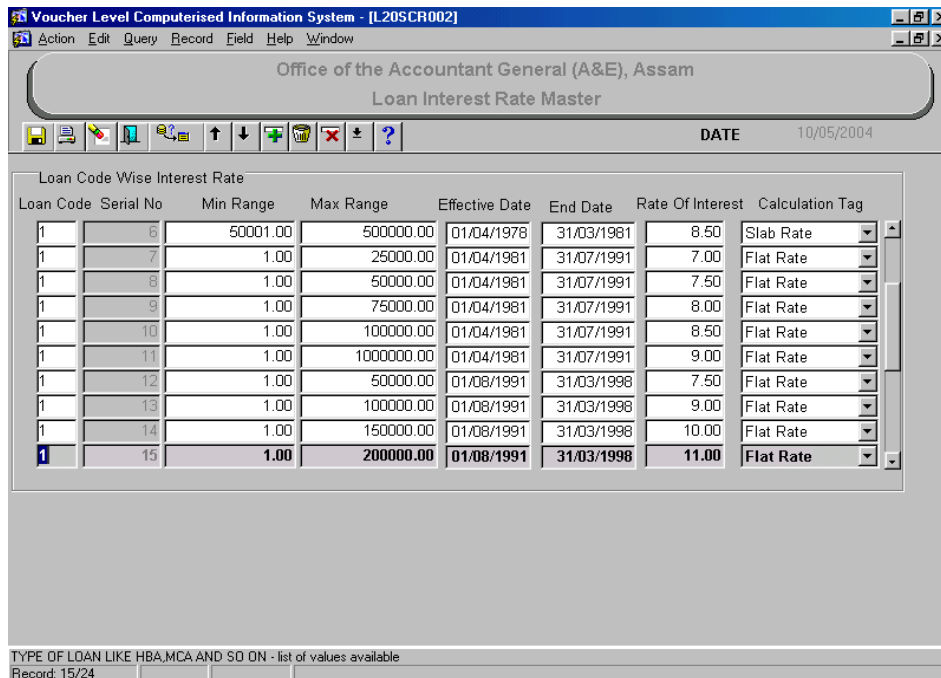 Voucher Level Computerised Information System - [L20SCR002]
Action Edit Query Record Field Help Window
Office of the Accountant General (A&E), Assam
Loan Interest Rate Master
DATE 10/05/2004
Loan Code Wise Interest Rate
Loan Code Serial No Min Range Max Range Effective Date End Date Rate Of Interest Calculation Tag
1 6 50001.00 500000.00 01/04/1978 31/03/1981 8.50 Slab Rate
1 7 1.00 25000.00 01/04/1981 31/07/1991 7.00 Flat Rate
1 8 1.00 50000.00 01/04/1981 31/07/1991 7.50 Flat Rate
1 9 1.00 75000.00 01/04/1981 31/07/1991 8.00 Flat Rate
1 10 1.00 100000.00 01/04/1981 31/07/1991 8.50 Flat Rate
1 11 1.00 1000000.00 01/04/1981 31/07/1991 9.00 Flat Rate
1 12 1.00 50000.00 01/08/1991 31/03/1998 7.50 Flat Rate
1 13 1.00 100000.00 01/08/1991 31/03/1998 9.00 Flat Rate
1 14 1.00 150000.00 01/08/1991 31/03/1998 10.00 Flat Rate
1 15 1.00 200000.00 01/08/1991 31/03/1998 11.00 Flat Rate
TYPE OF LOAN LIKE HBA,MCA AND SO ON - list of values available
Record: 15/24